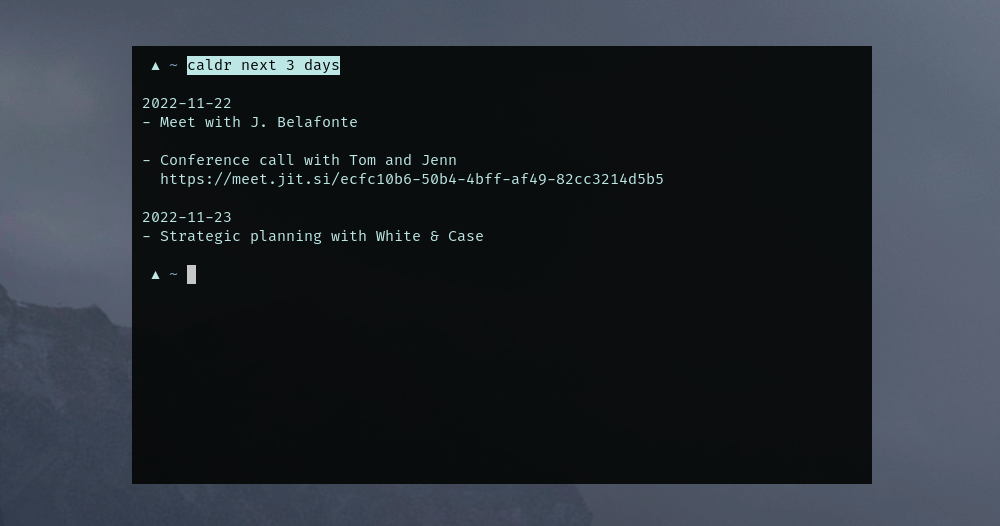 ▲ ~ caldr next 3 days
2022-11-22
- Meet with J. Belafonte
- Conference call with Tom and Jenn
https://meet.jit.si/ecfc10b6-50b4-4bff-af49-82cc3214d5b5
2022-11-23
- Strategic planning with White & Case
▲ ~